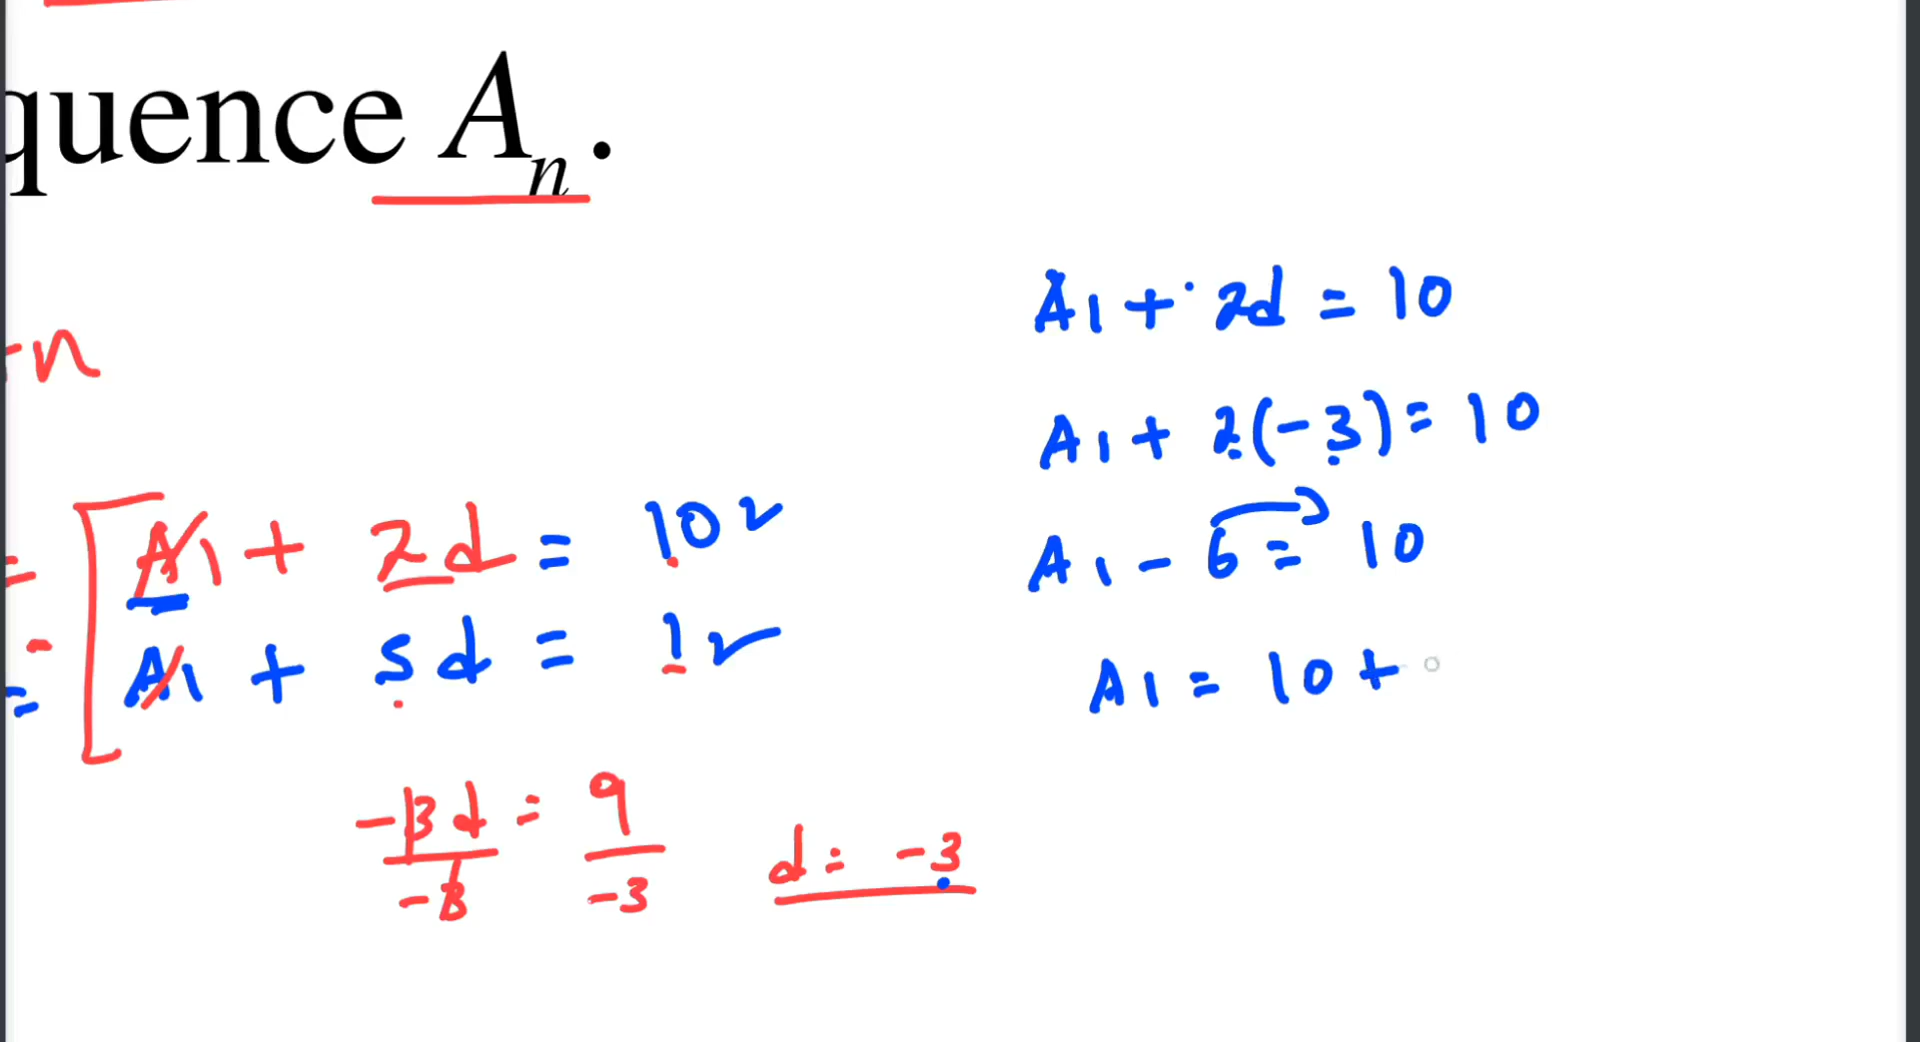 quence Aₙ.
-n
= A1 + 2d = 10 ✓
-
= A1 + 5d = 1 ✓
-3d = 9
-3 -3
d = -3
A1 + 2d = 10
A1 + 2(-3) = 10
A1 - 6 = 10
A1 = 10 +